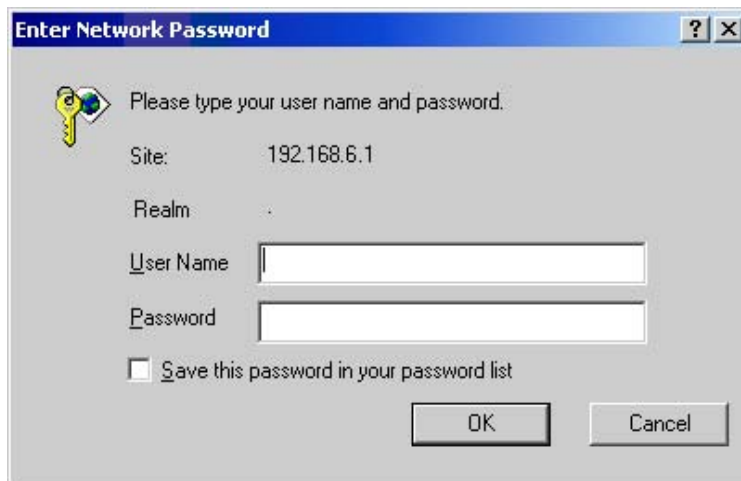 Enter Network Password
Please type your user name and password.
Site: 192.168.6.1
Realm .
User Name
Password
Save this password in your password list
OK Cancel